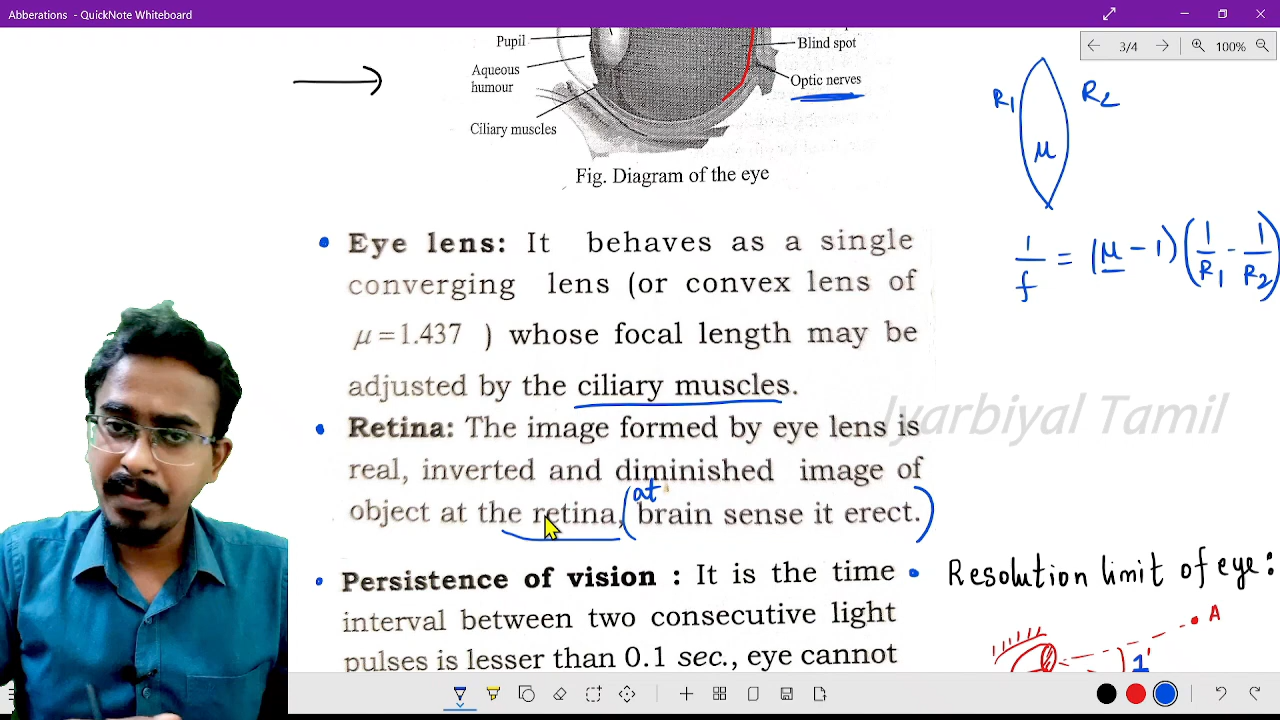 Abberations - QuickNote Whiteboard
3/4
100%
Pupil
Aqueous
humour
Ciliary muscles
Blind spot
Optic nerves
Fig. Diagram of the eye
R1
R2
μ
1/f = (μ - 1)(1/R1 - 1/R2)
• Eye lens: It behaves as a single
converging lens (or convex lens of
μ = 1.437 ) whose focal length may be
adjusted by the ciliary muscles.
Iyarbiyal Tamil
• Retina: The image formed by eye lens is
real, inverted and diminished image of
at
object at the retina, (brain sense it erect.)
• Persistence of vision : It is the time
interval between two consecutive light
pulses is lesser than 0.1 sec., eye cannot
• Resolution limit of eye:
A
1'